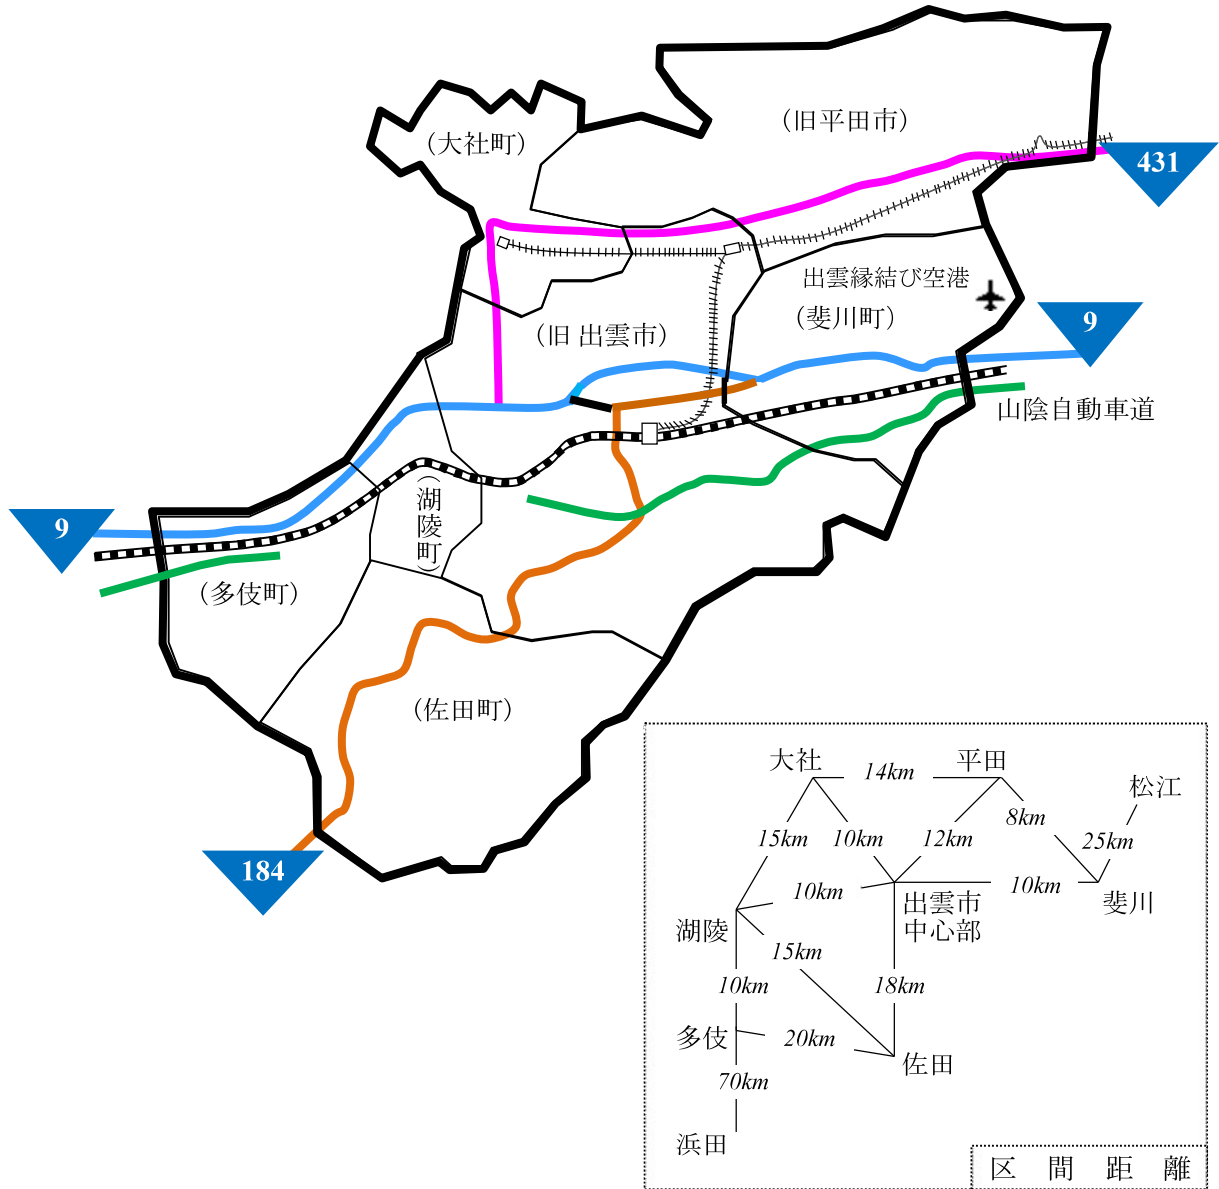 (旧平田市)
(大社町)
431
出雲縁結び空港
(斐川町)
9
(旧 出雲市)
山陰自動車道
(湖陵町)
9
(多伎町)
(佐田町)
184
大社
14km
平田
松江
15km
10km
12km
8km
25km
10km
10km
湖陵
出雲市
中心部
斐川
15km
10km
18km
多伎
20km
佐田
70km
浜田
区間距離